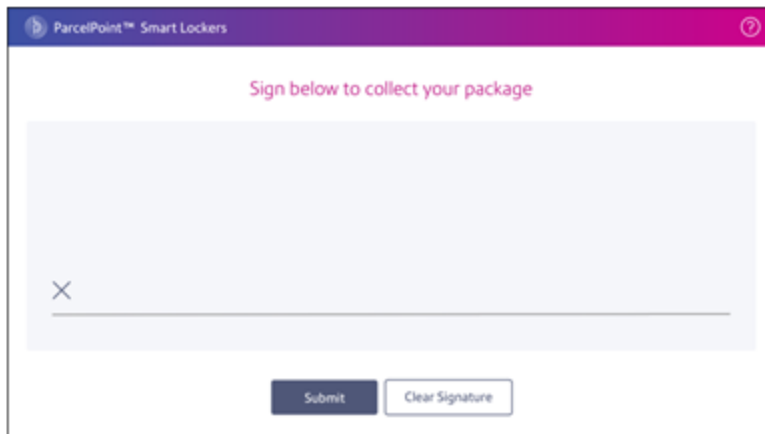 ParcelPoint™ Smart Lockers ?
Sign below to collect your package
X
Submit Clear Signature